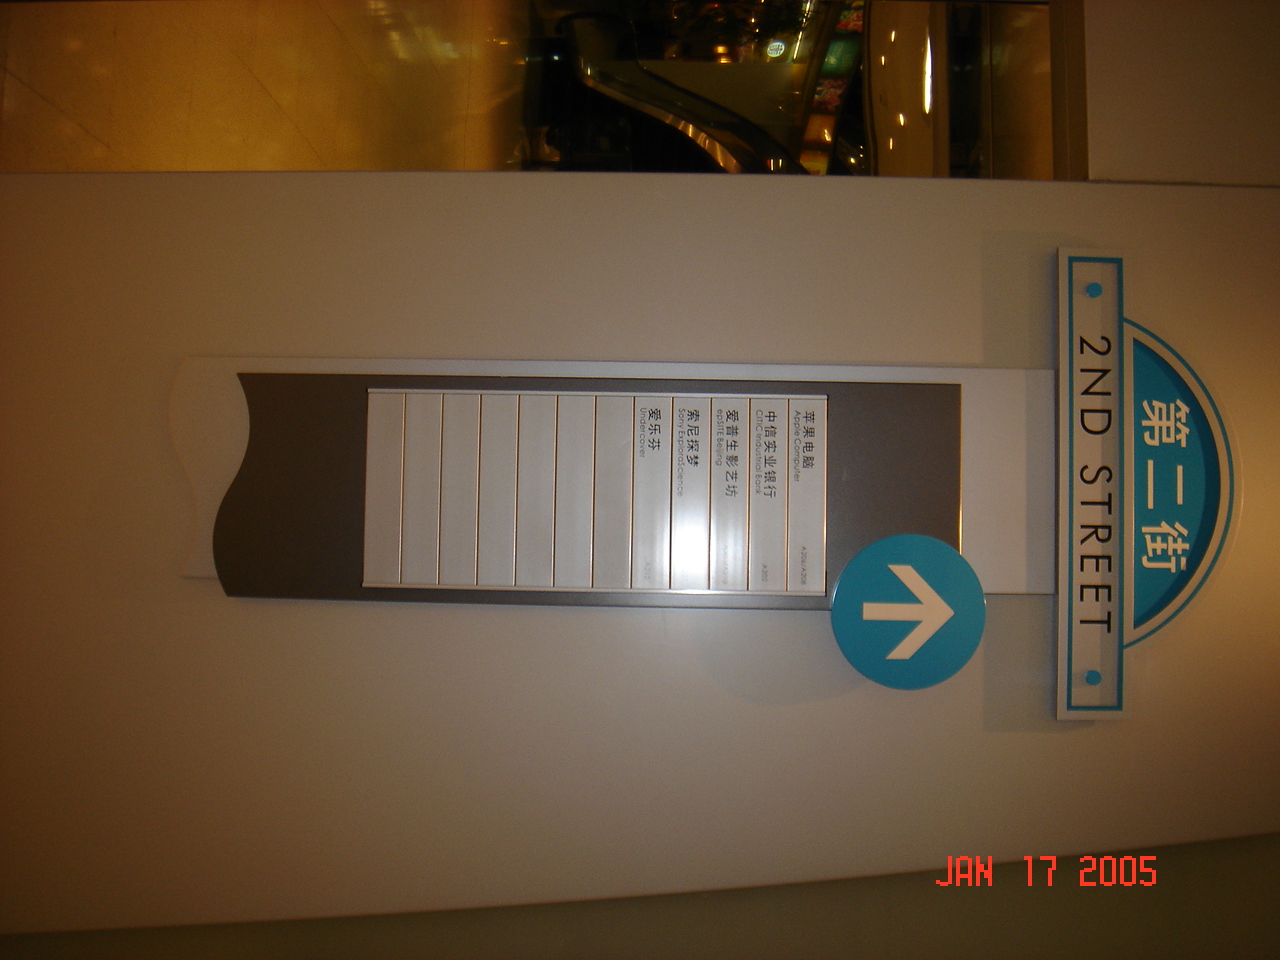 第二街
2ND STREET
苹果电脑
Apple Computer
A206/A208
中信实业银行
CITIC Industrial Bank
A202
爱普生影艺坊
epSITE Beijing
索尼探梦
Sony ExploraScience
爱乐芬
Undercover
JAN 17 2005